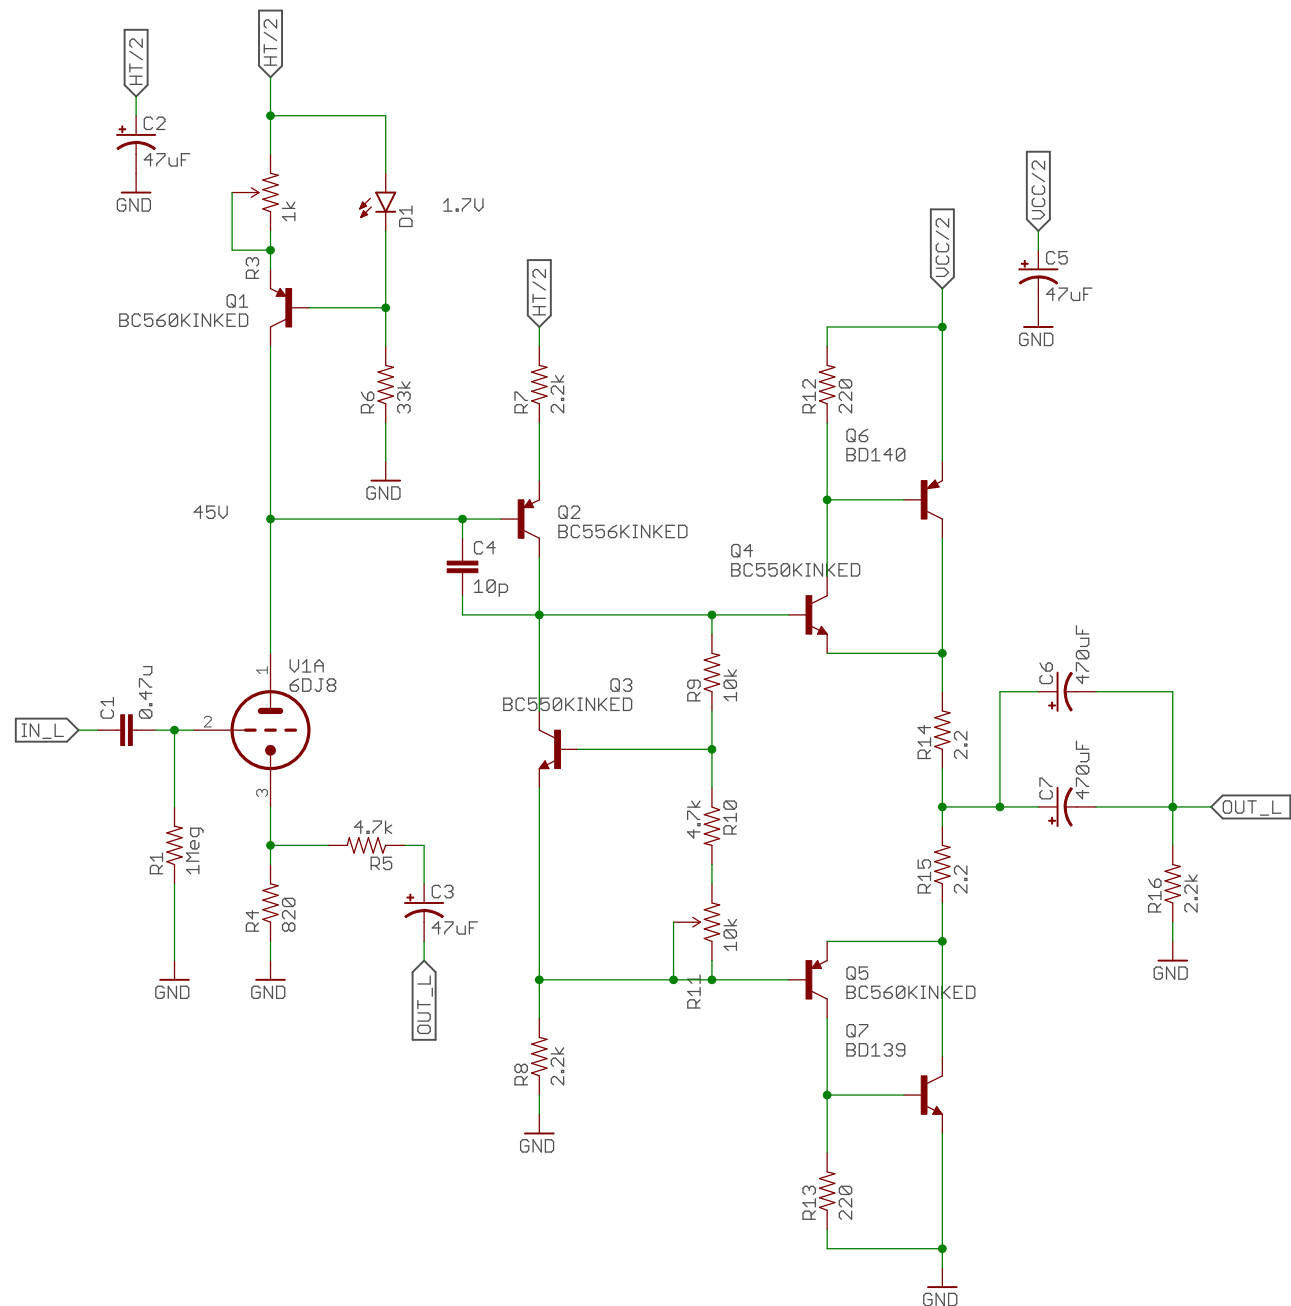 HT/2
HT/2
C2
47uF
GND
1k
R3
D1
1.7V
Q1
BC560KINKED
R6
33k
GND
HT/2
R7
2.2k
VCC/2
VCC/2
C5
47uF
GND
R12
220
Q6
BD140
45V
Q2
BC556KINKED
C4
10p
Q4
BC550KINKED
V1A
6DJ8
1
2
3
IN_L
C1
0.47u
R1
1Meg
GND
R4
820
GND
4.7k
R5
C3
47uF
OUT_L
Q3
BC550KINKED
R9
10k
4.7k
R10
10k
R11
R8
2.2k
GND
R14
2.2
R15
2.2
C6
470uF
C7
470uF
OUT_L
R16
2.2k
GND
Q5
BC560KINKED
Q7
BD139
R13
220
GND